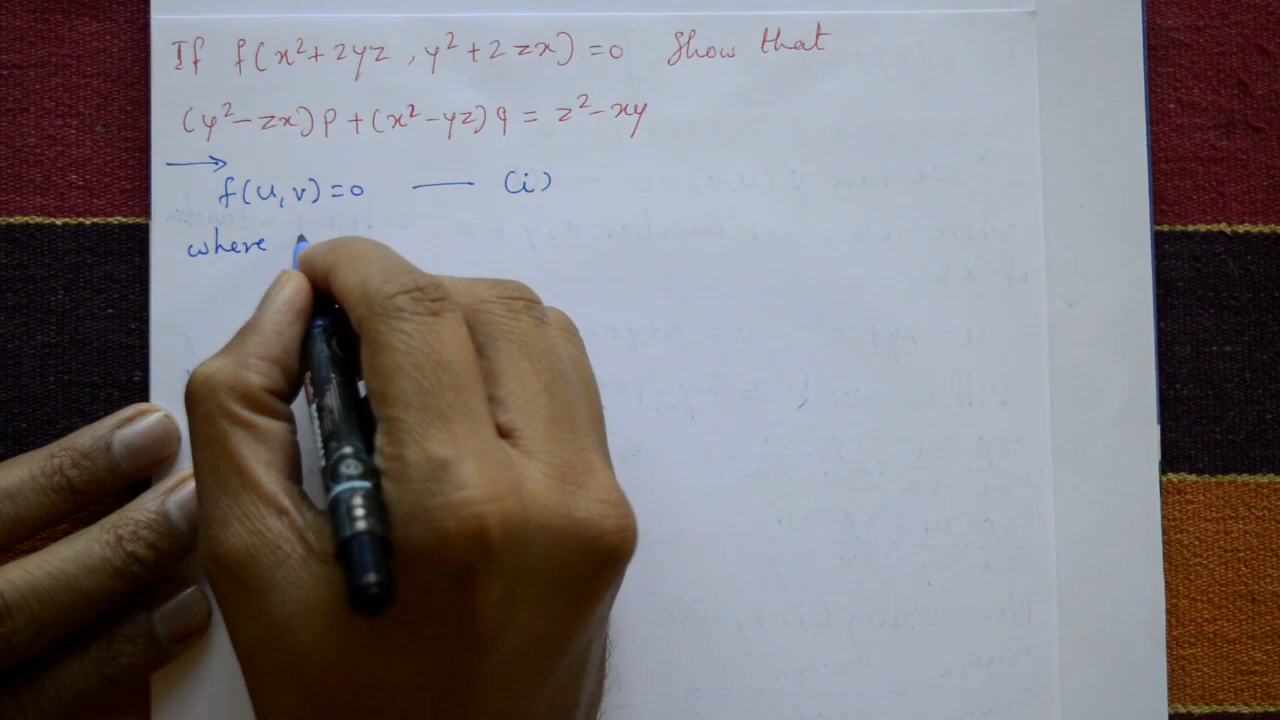 If f(x²+2yz, y²+2zx)=0 Show that
(y²-zx)p+(x²-yz)q = z²-xy
→
f(u,v)=0 — (i)
where